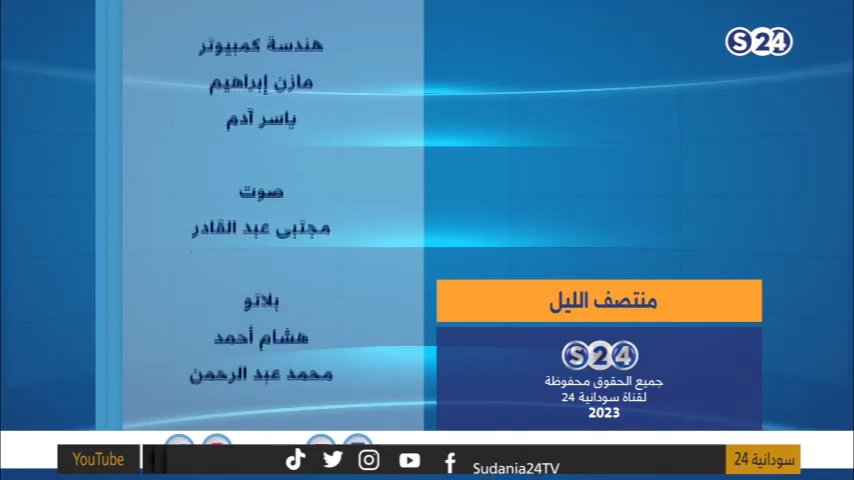 S24
هندسة كمبيوتر
مازن إبراهيم
ياسر آدم
صوت
مجتبى عبد القادر
بلاتو
هشام أحمد
محمد عبد الرحمن
منتصف الليل
S24
جميع الحقوق محفوظة
لقناة سودانية 24
2023
YouTube
Sudania24TV
سودانية 24